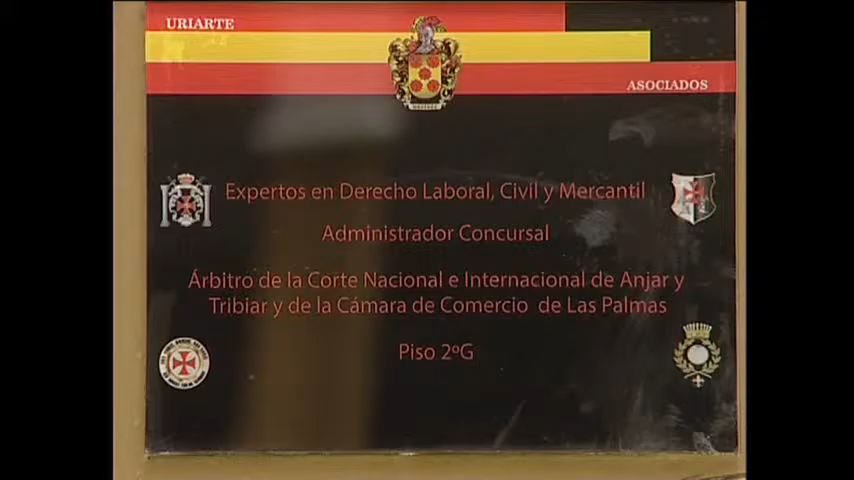 URIARTE
ASOCIADOS
Expertos en Derecho Laboral, Civil y Mercantil
Administrador Concursal
Árbitro de la Corte Nacional e Internacional de Anjar y
Tribiar y de la Cámara de Comercio de Las Palmas
Piso 2ºG